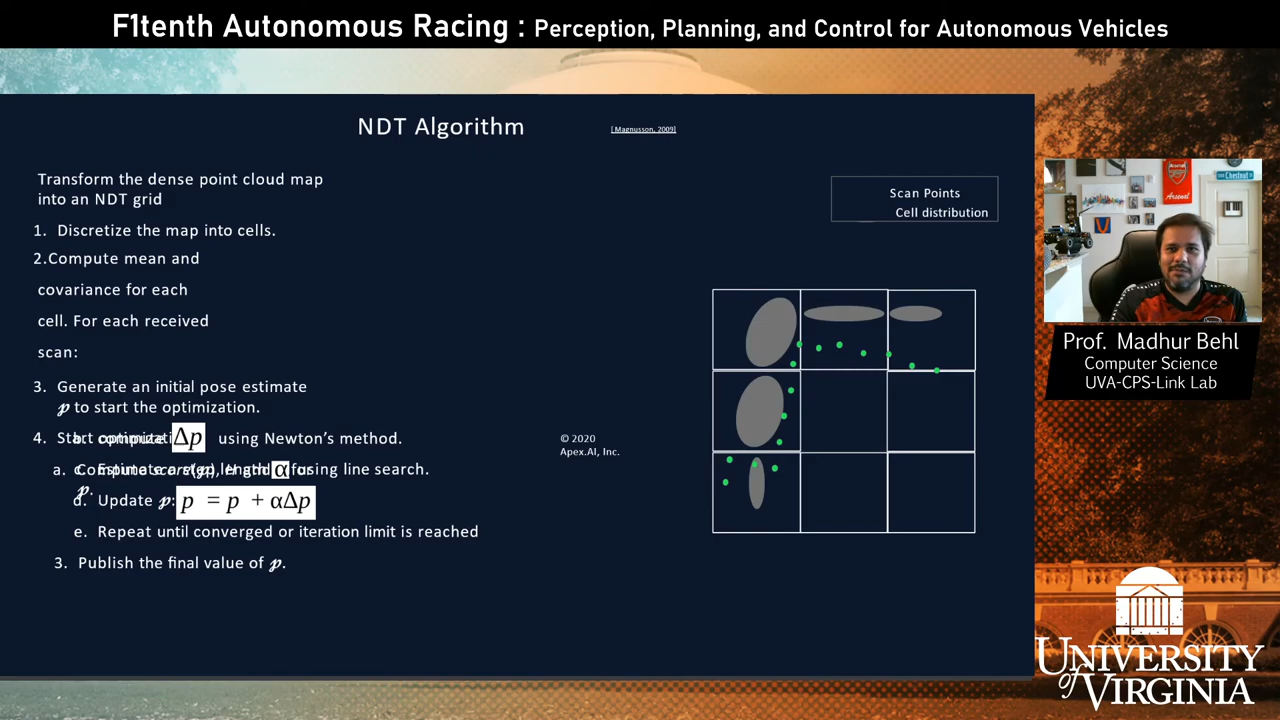 F1tenth Autonomous Racing : Perception, Planning, and Control for Autonomous Vehicles
NDT Algorithm
[Magnusson, 2009]
Transform the dense point cloud map
into an NDT grid
1. Discretize the map into cells.
2.Compute mean and
covariance for each
cell. For each received
scan:
3. Generate an initial pose estimate
𝓅 to start the optimization.
4. Start
b. compute Δp using Newton's method.
a.
c. Estimate step length α using line search.
𝓅.
d. Update 𝓅: p = p + αΔp
e. Repeat until converged or iteration limit is reached
3. Publish the final value of 𝓅.
Scan Points
Cell distribution
© 2020
Apex.AI, Inc.
Chestnut
Arsenal
Prof. Madhur Behl
Computer Science
UVA-CPS-Link Lab
UNIVERSITY
of VIRGINIA